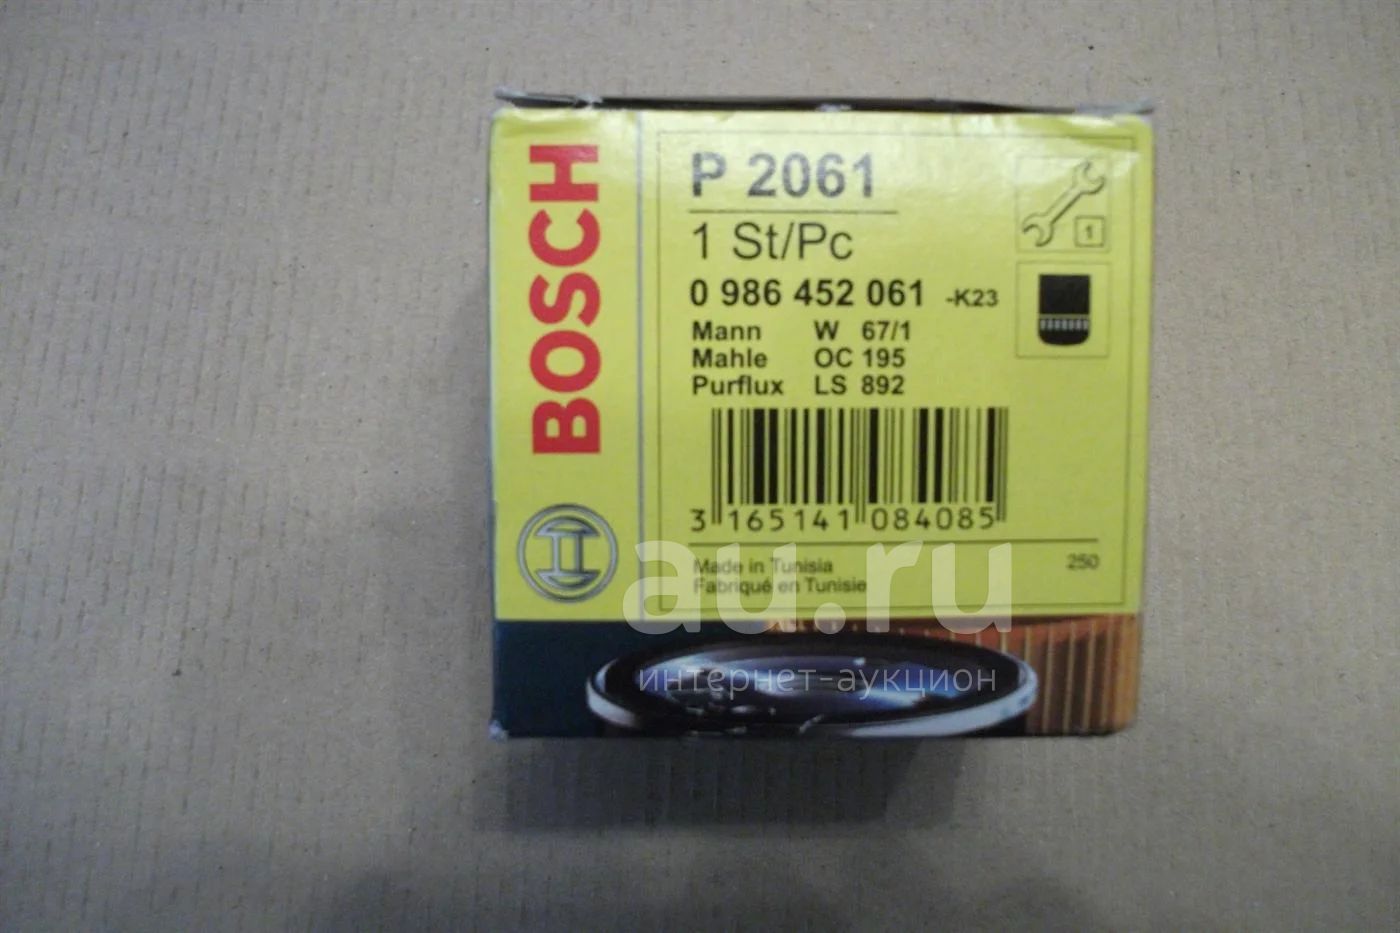 BOSCH
P 2061
1 St/Pc
0 986 452 061 -K23
Mann W 67/1
Mahle OC 195
Purflux LS 892
3 165141 084085
Made in Tunisia
Fabriqué en Tunisie
250
1
au.ru
интернет-аукцион